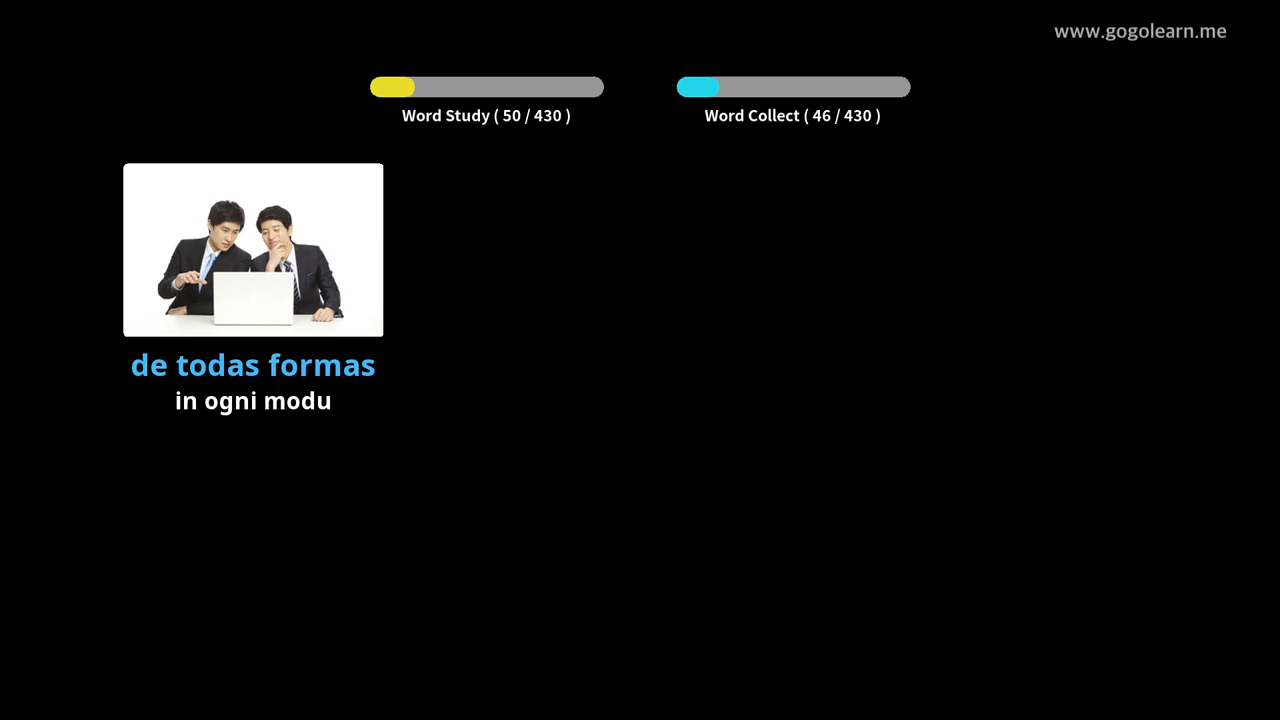 www.gogolearn.me
Word Study ( 50 / 430 )
Word Collect ( 46 / 430 )
de todas formas
in ogni modu